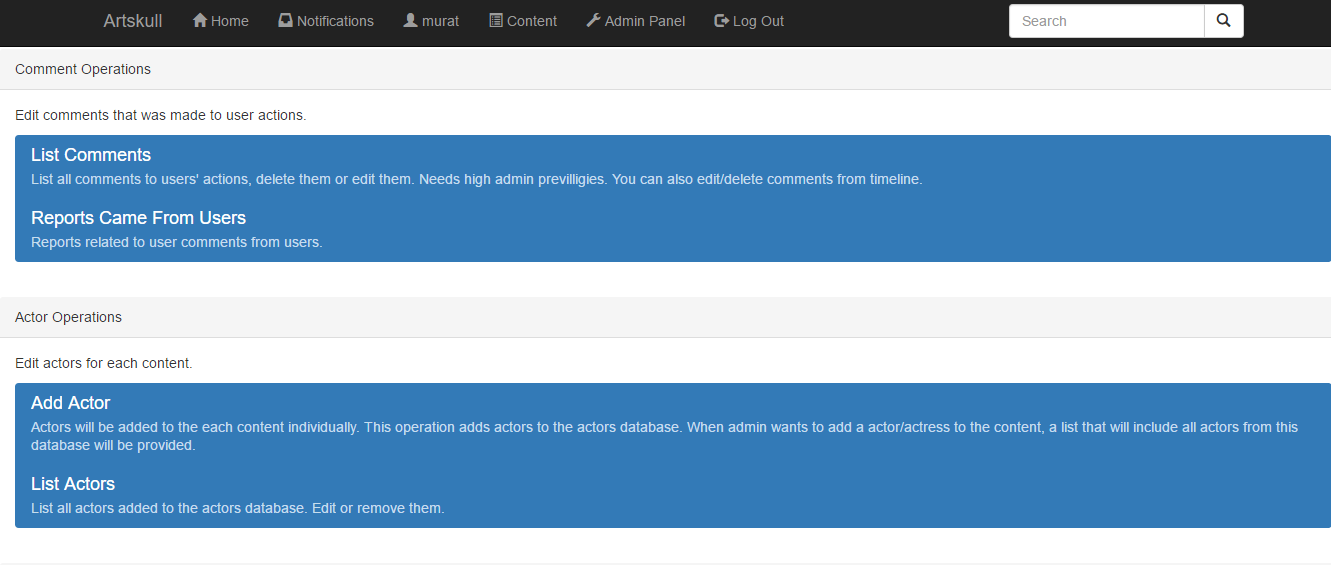 Artskull Home Notifications murat Content Admin Panel Log Out Search
Comment Operations
Edit comments that was made to user actions.
List Comments
List all comments to users' actions, delete them or edit them. Needs high admin previlligies. You can also edit/delete comments from timeline.
Reports Came From Users
Reports related to user comments from users.
Actor Operations
Edit actors for each content.
Add Actor
Actors will be added to the each content individually. This operation adds actors to the actors database. When admin wants to add a actor/actress to the content, a list that will include all actors from this
database will be provided.
List Actors
List all actors added to the actors database. Edit or remove them.